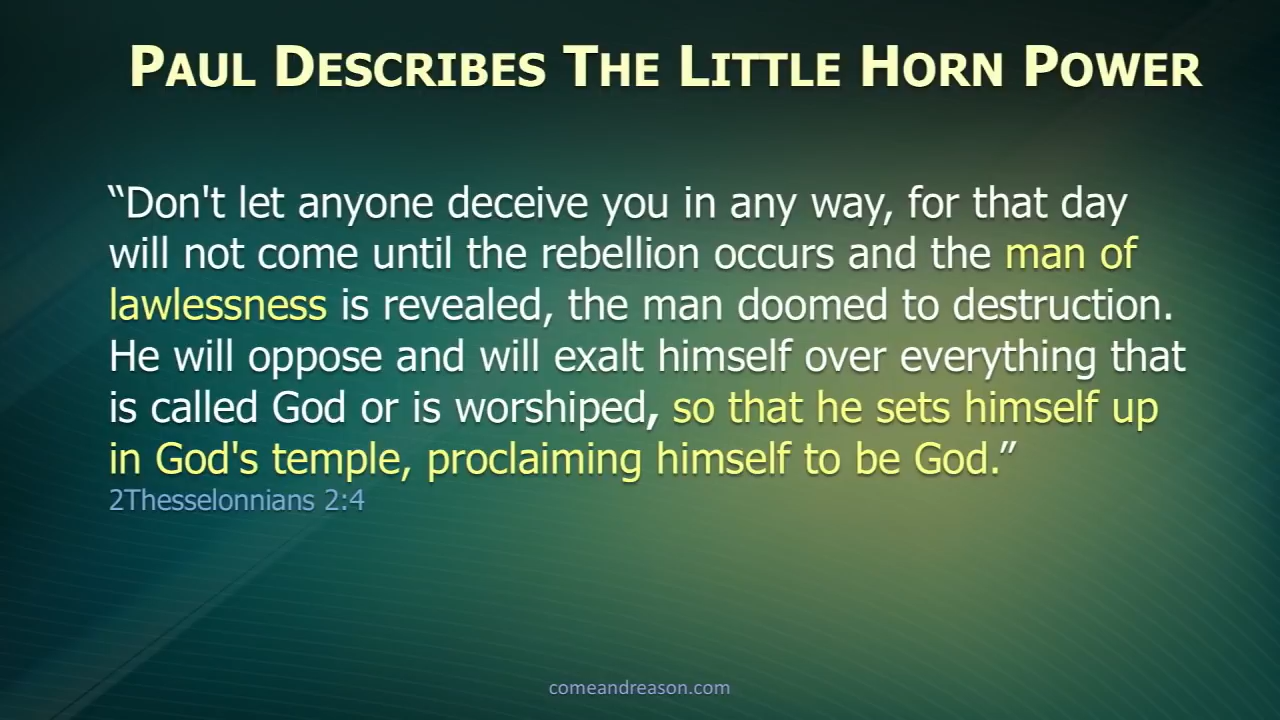 PAUL DESCRIBES THE LITTLE HORN POWER
“Don't let anyone deceive you in any way, for that day
will not come until the rebellion occurs and the man of
lawlessness is revealed, the man doomed to destruction.
He will oppose and will exalt himself over everything that
is called God or is worshiped, so that he sets himself up
in God's temple, proclaiming himself to be God.”
2Thesselonnians 2:4
comeandreason.com